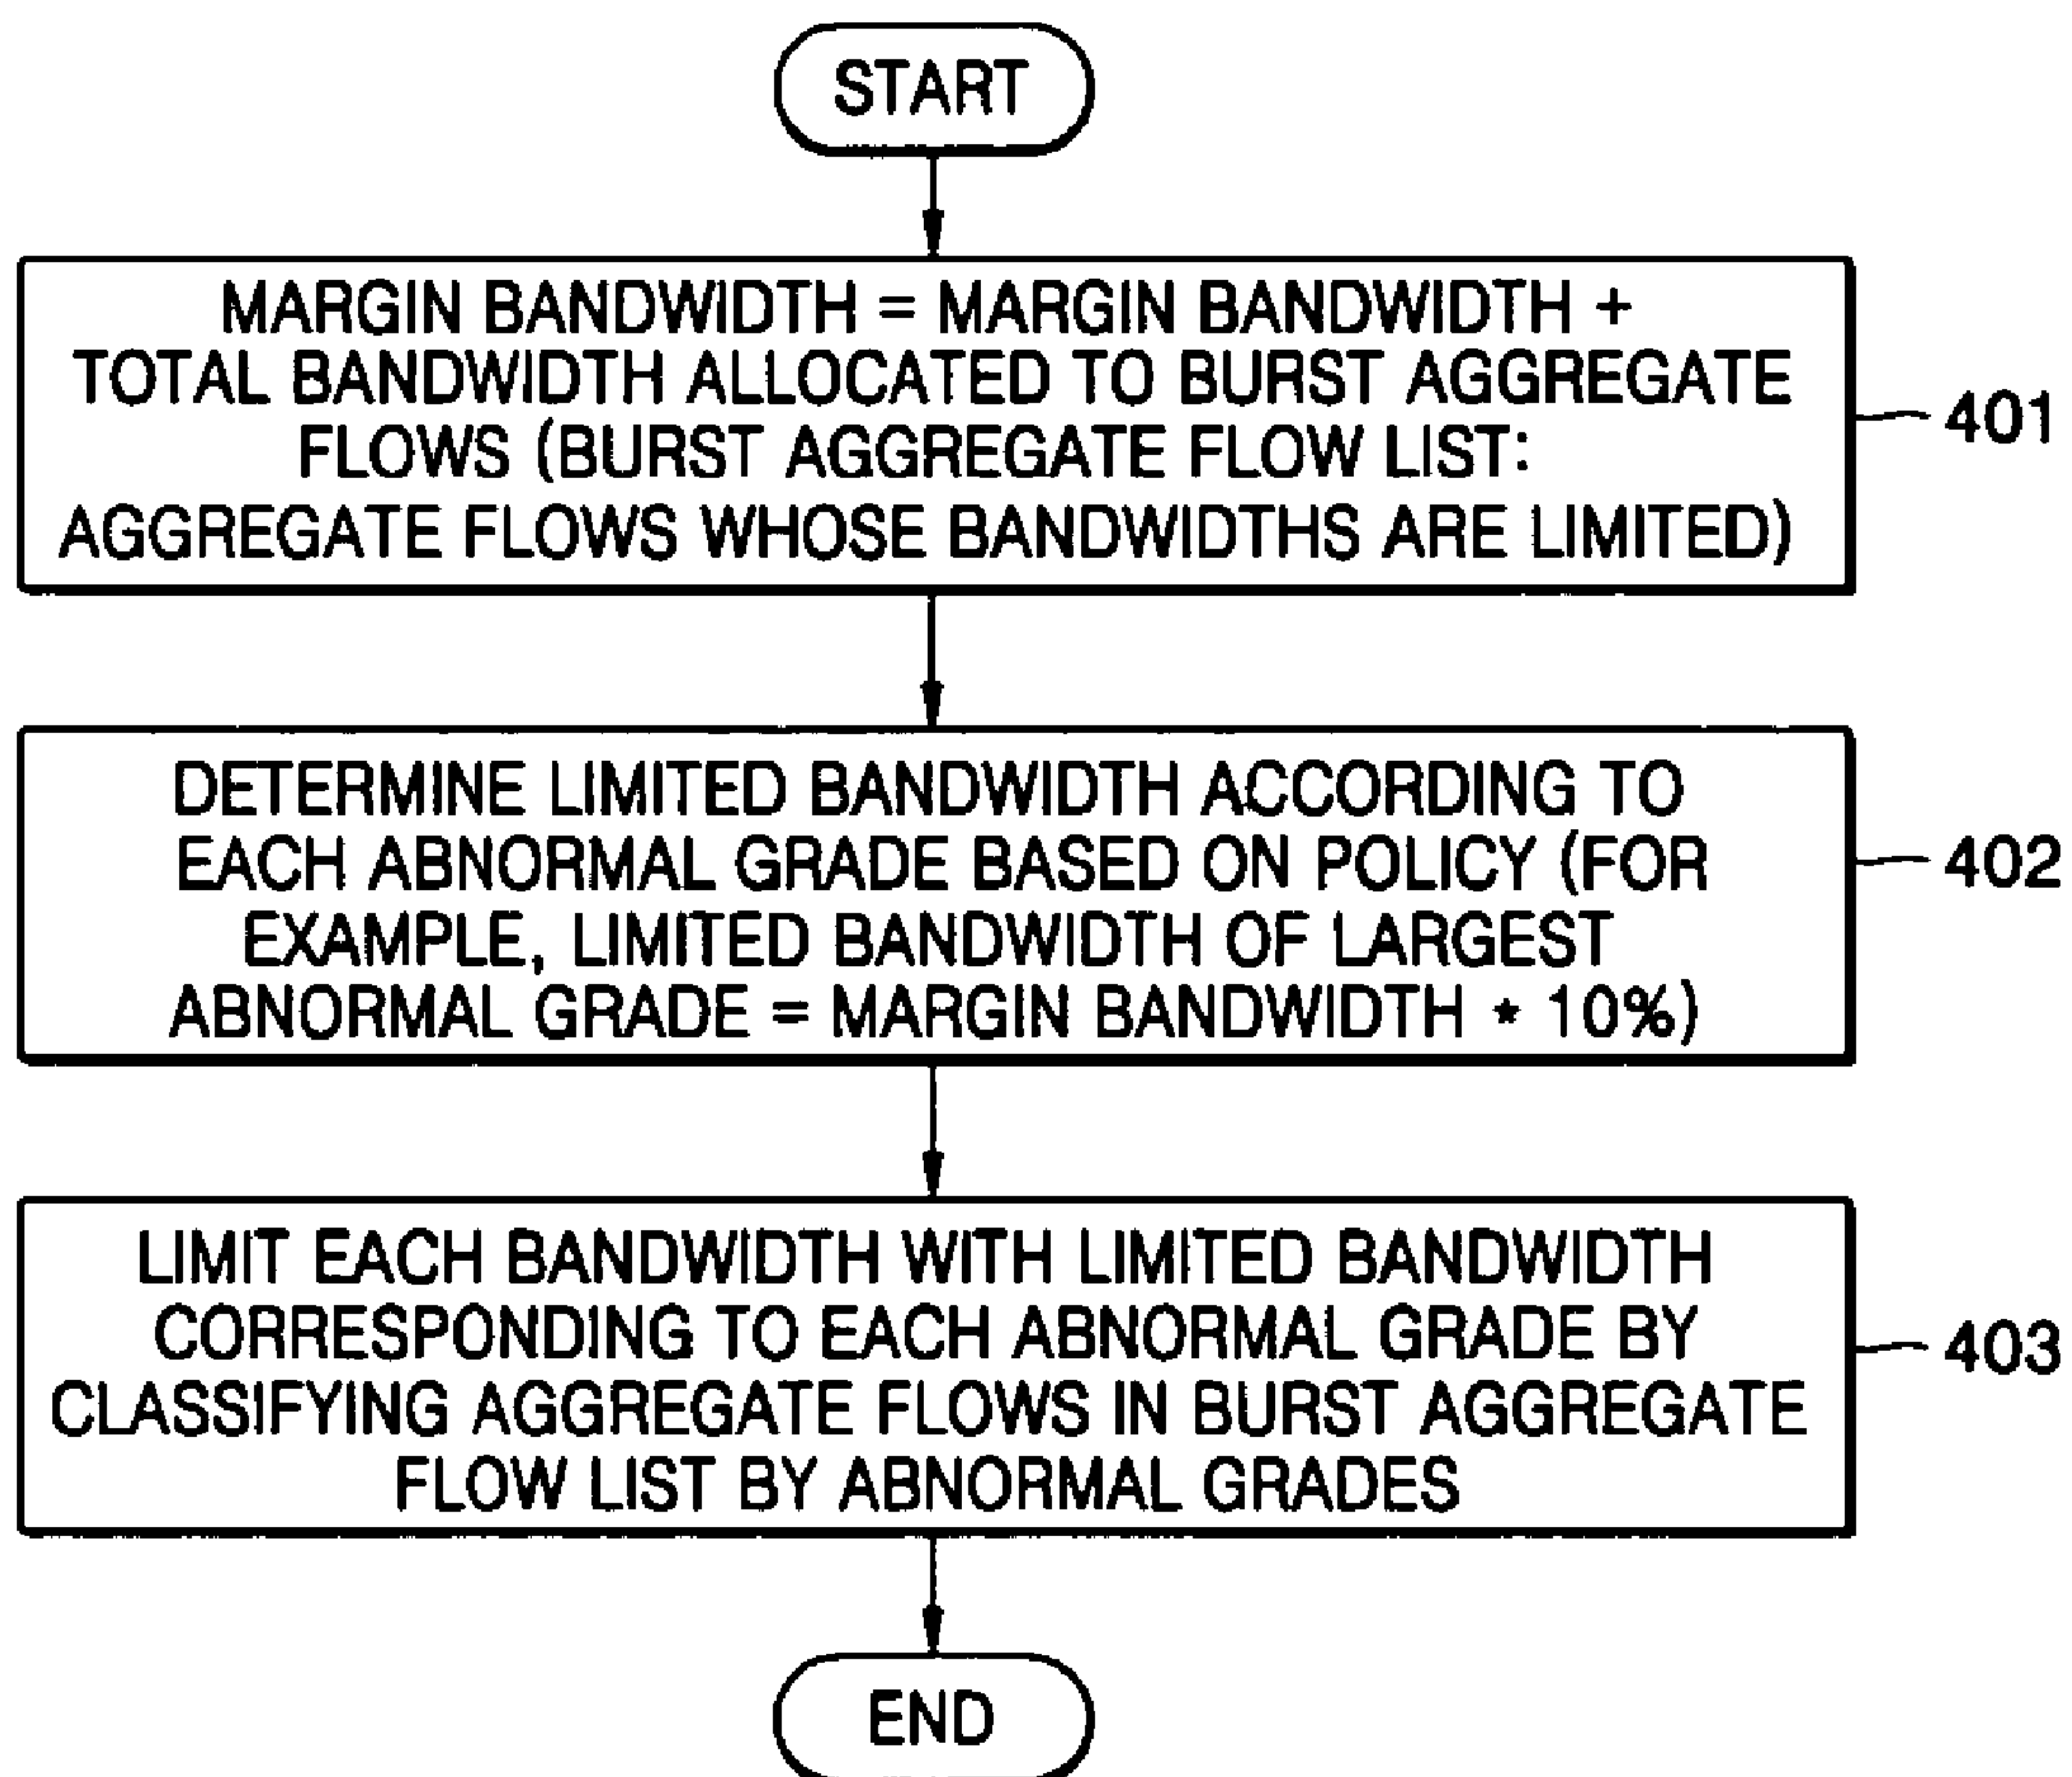 START
MARGIN BANDWIDTH = MARGIN BANDWIDTH +
TOTAL BANDWIDTH ALLOCATED TO BURST AGGREGATE
FLOWS (BURST AGGREGATE FLOW LIST:
AGGREGATE FLOWS WHOSE BANDWIDTHS ARE LIMITED)
401
DETERMINE LIMITED BANDWIDTH ACCORDING TO
EACH ABNORMAL GRADE BASED ON POLICY (FOR
EXAMPLE, LIMITED BANDWIDTH OF LARGEST
ABNORMAL GRADE = MARGIN BANDWIDTH * 10%)
402
LIMIT EACH BANDWIDTH WITH LIMITED BANDWIDTH
CORRESPONDING TO EACH ABNORMAL GRADE BY
CLASSIFYING AGGREGATE FLOWS IN BURST AGGREGATE
FLOW LIST BY ABNORMAL GRADES
403
END